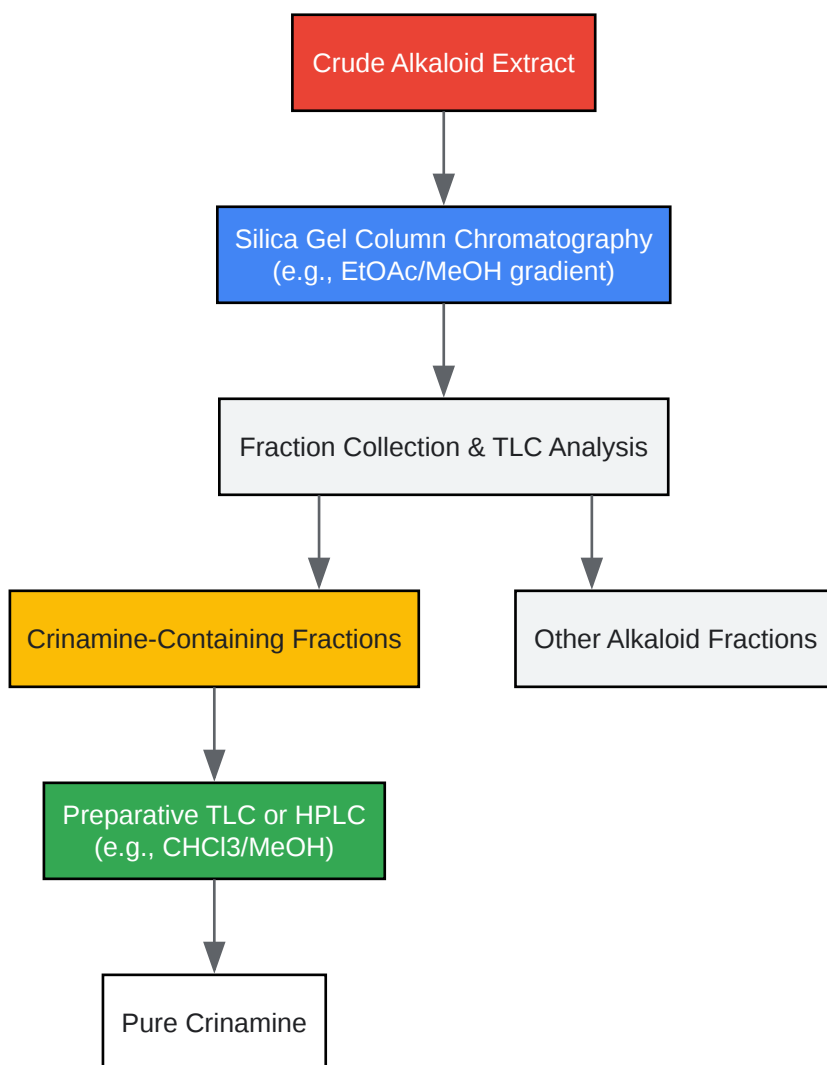 Crude Alkaloid Extract
Silica Gel Column Chromatography
(e.g., EtOAc/MeOH gradient)
Fraction Collection & TLC Analysis
Crinamine-Containing Fractions
Other Alkaloid Fractions
Preparative TLC or HPLC
(e.g., CHCl3/MeOH)
Pure Crinamine